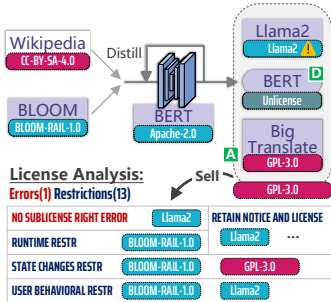 Wikipedia
CC-BY-SA-4.0
Distill
BLOOM
BLOOM-RAIL-1.0
BERT
Apache-2.0
Llama2
Llama2
BERT
D
Unlicense
Big
Translate
A
GPL-3.0
GPL-3.0
Sell
License Analysis:
Errors(1) Restrictions(13)
NO SUBLICENSE RIGHT ERROR Llama2 RETAIN NOTICE AND LICENSE
RUNTIME RESTR BLOOM-RAIL-1.0 Llama2 ...
STATE CHANGES RESTR BLOOM-RAIL-1.0 GPL-3.0
USER BEHAVIORAL RESTR BLOOM-RAIL-1.0 Llama2